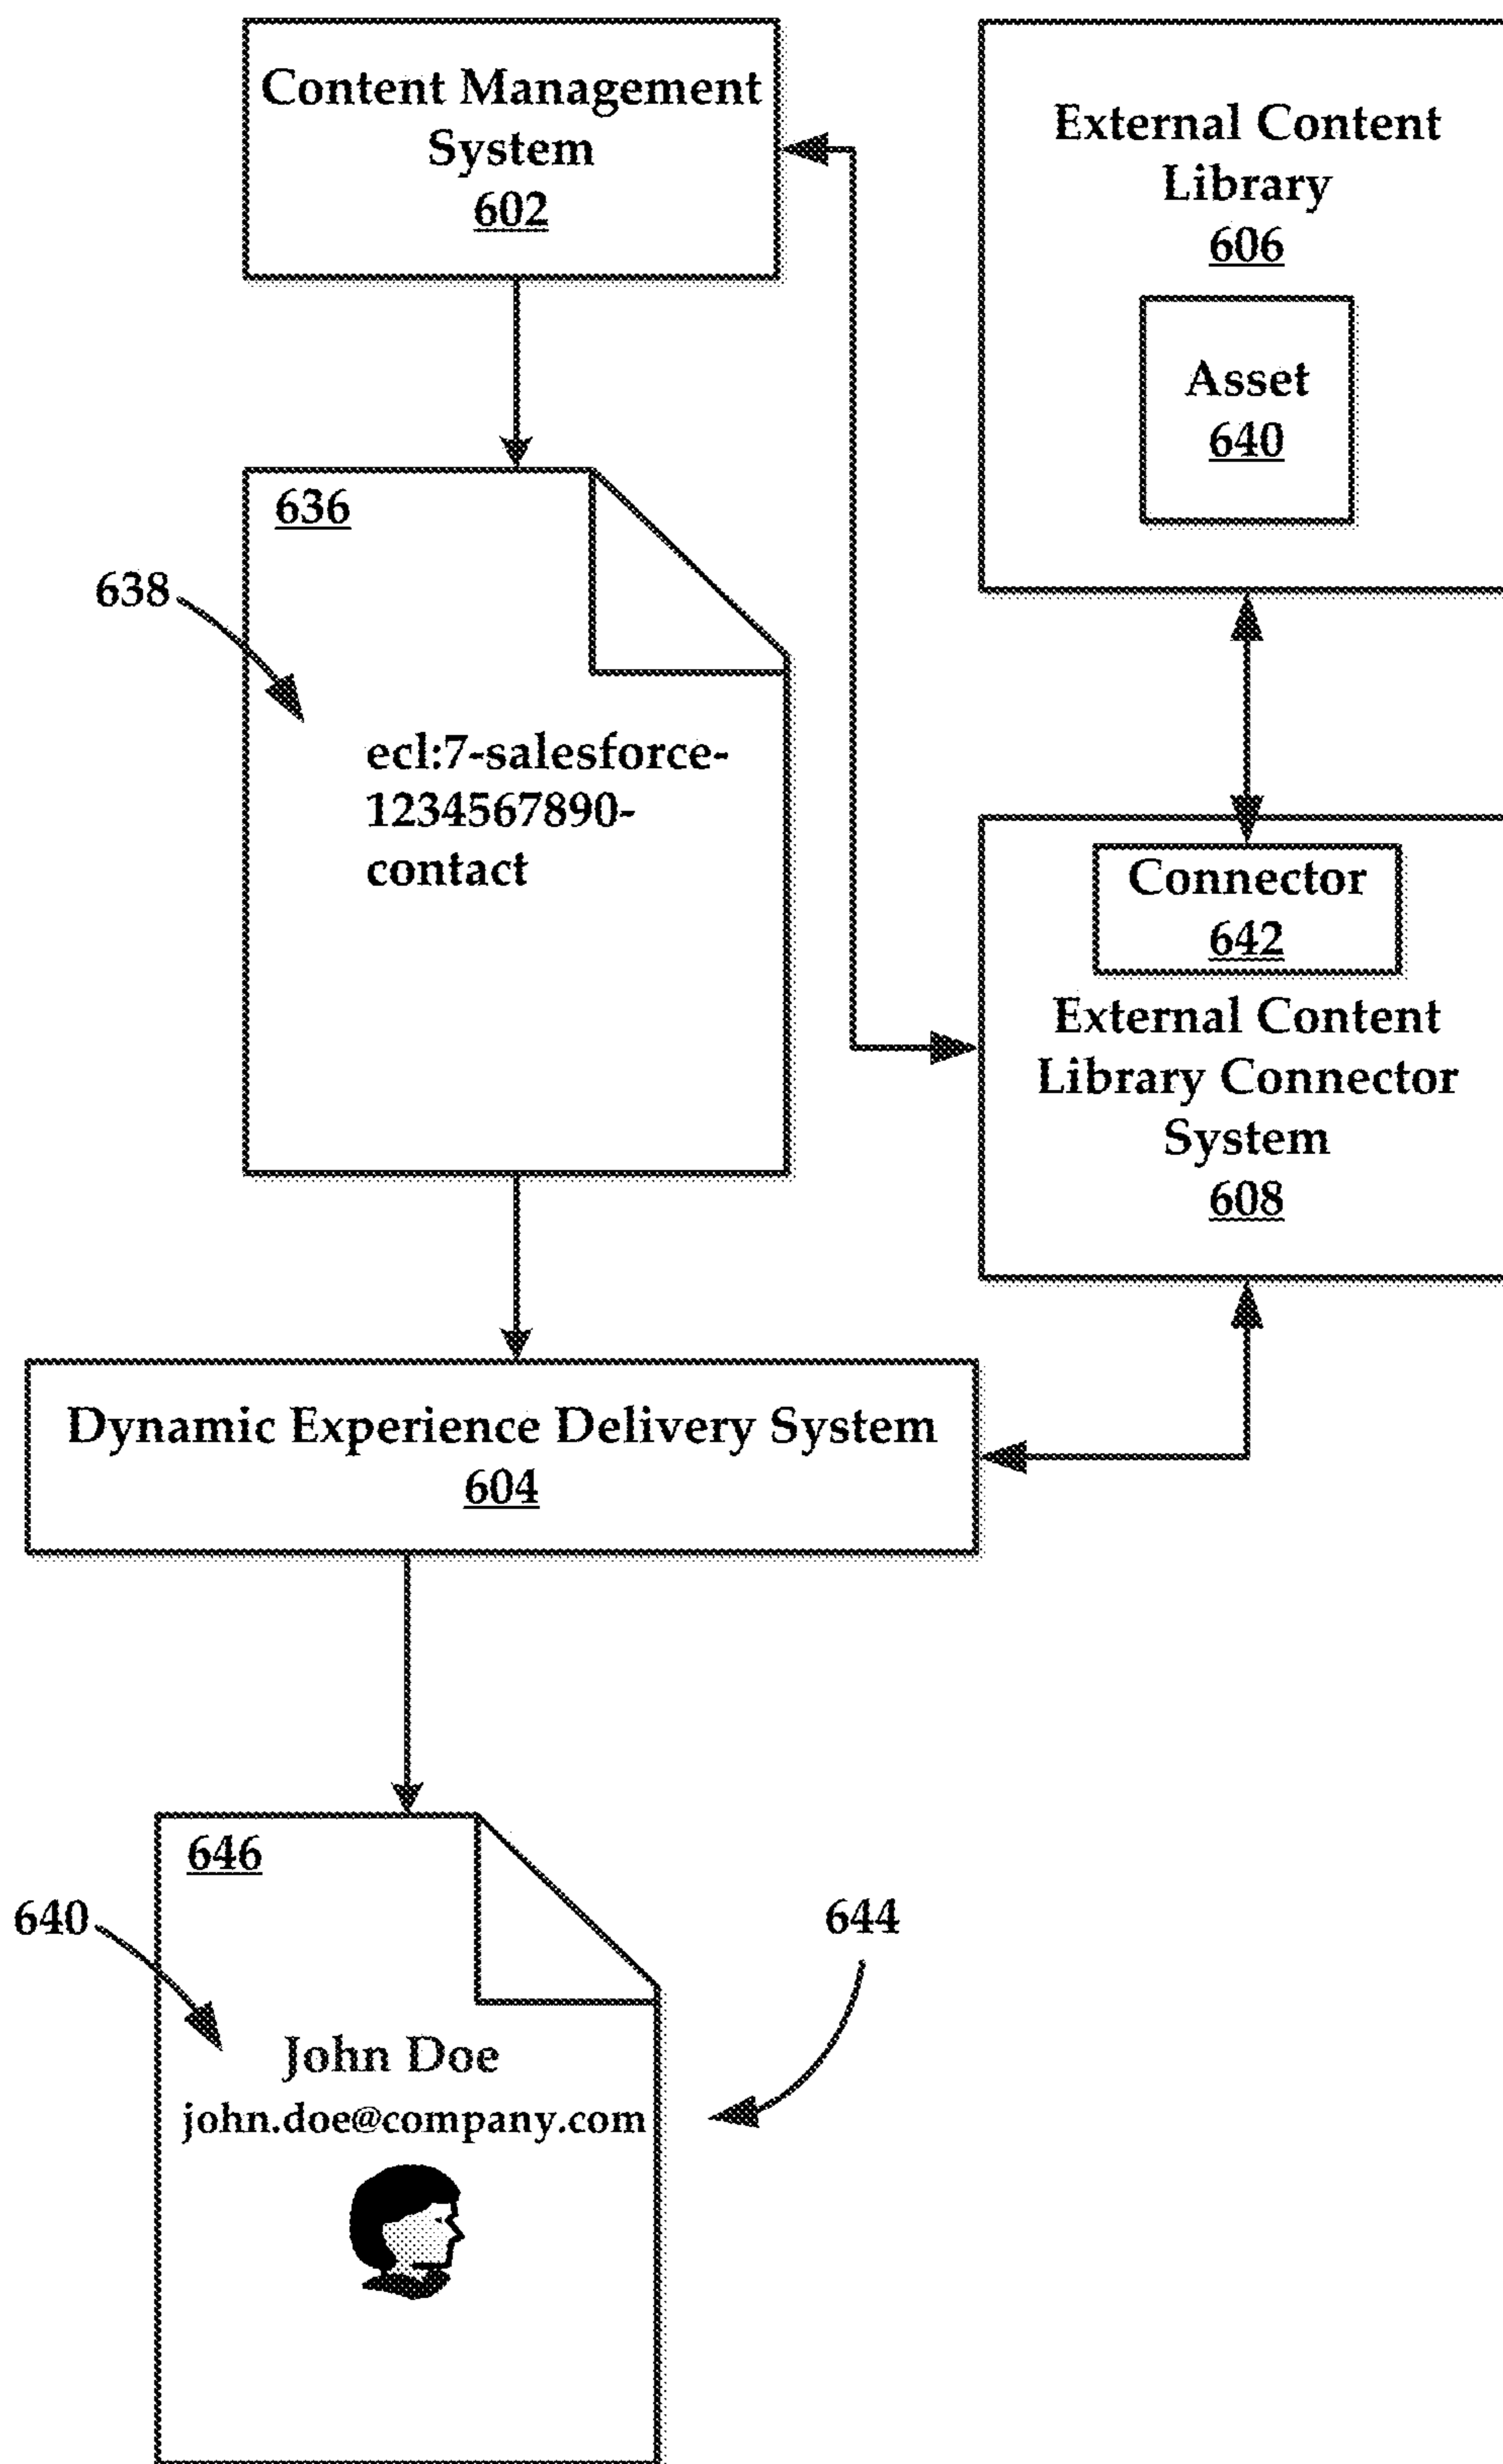 Content Management
System
602
External Content
Library
606
Asset
640
636
638
ecl:7-salesforce-
1234567890-
contact
Connector
642
External Content
Library Connector
System
608
Dynamic Experience Delivery System
604
646
640
644
John Doe
john.doe@company.com